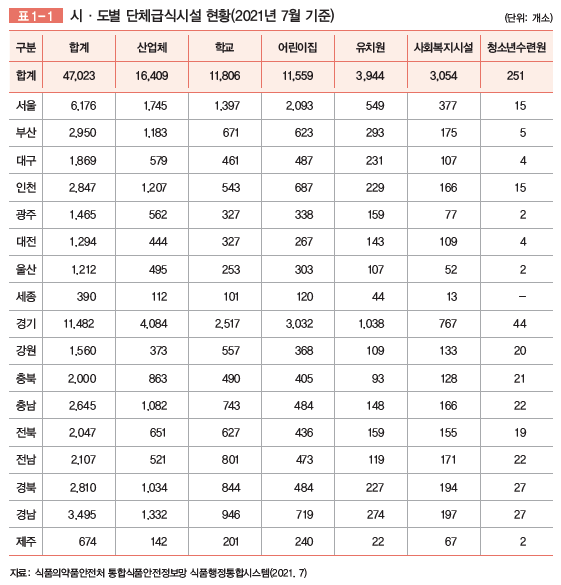 표 1-1 시 · 도별 단체급식시설 현황(2021년 7월 기준) (단위: 개소)
구분 합계 산업체 학교 어린이집 유치원 사회복지시설 청소년수련원
합계 47,023 16,409 11,806 11,559 3,944 3,054 251
서울 6,176 1,745 1,397 2,093 549 377 15
부산 2,950 1,183 671 623 293 175 5
대구 1,869 579 461 487 231 107 4
인천 2,847 1,207 543 687 229 166 15
광주 1,465 562 327 338 159 77 2
대전 1,294 444 327 267 143 109 4
울산 1,212 495 253 303 107 52 2
세종 390 112 101 120 44 13 -
경기 11,482 4,084 2,517 3,032 1,038 767 44
강원 1,560 373 557 368 109 133 20
충북 2,000 863 490 405 93 128 21
충남 2,645 1,082 743 484 148 166 22
전북 2,047 651 627 436 159 155 19
전남 2,107 521 801 473 119 171 22
경북 2,810 1,034 844 484 227 194 27
경남 3,495 1,332 946 719 274 197 27
제주 674 142 201 240 22 67 2
자료: 식품의약품안전처 통합식품안전정보망 식품행정통합시스템(2021. 7)